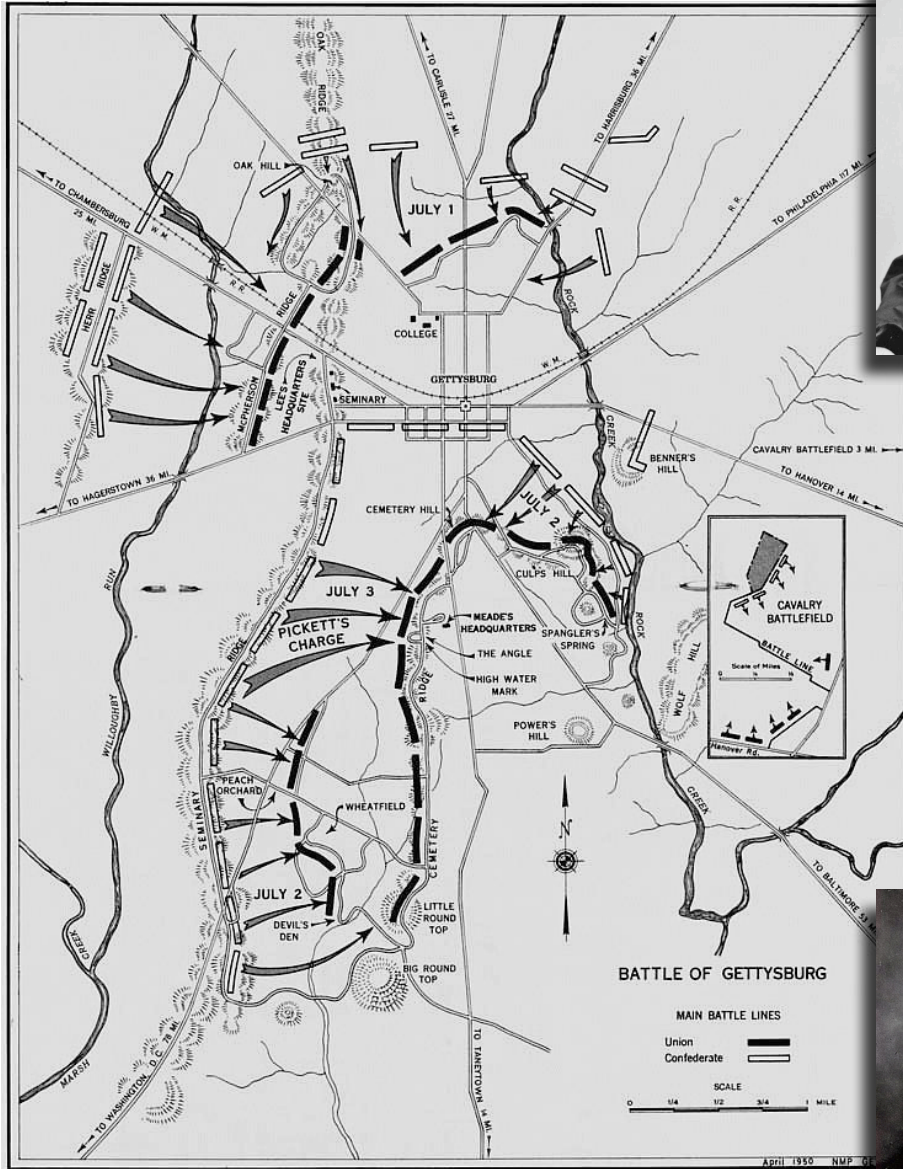 OAK
RIDGE
TO CARLISLE 27 MI.
TO HARRISBURG 36 MI.
OAK HILL
TO CHAMBERSBURG
25 MI.
JULY 1
TO PHILADELPHIA 117 MI.
R.R.
W. M.
R.R.
HERR
RIDGE
RIDGE
ROCK
COLLEGE
W. M.
McPHERSON
LEE'S
HEADQUARTERS
SITE
GETTYSBURG
SEMINARY
CREEK
BENNER'S
HILL
CAVALRY BATTLEFIELD 3 MI.
TO HANOVER 14 MI.
TO HAGERSTOWN 36 MI.
CEMETERY HILL
JULY 2
CULPS HILL
RUN
JULY 3
PICKETT'S
CHARGE
MEADE'S
HEADQUARTERS
SPANGLER'S
SPRING
ROCK
THE ANGLE
HIGH WATER
MARK
RIDGE
RIDGE
WOLF
HILL
CAVALRY
BATTLEFIELD
BATTLE LINE
Scale of Miles
Hanover Rd.
POWER'S
HILL
WILLOUGHBY
PEACH
ORCHARD
WHEATFIELD
N
CREEK
SEMINARY
CEMETERY
TO BALTIMORE 53 MI.
JULY 2
DEVIL'S
DEN
LITTLE
ROUND
TOP
BIG ROUND
TOP
CREEK
MARSH
TO WASHINGTON D.C. 78 MI.
TO TANEYTOWN 14 MI.
BATTLE OF GETTYSBURG
MAIN BATTLE LINES
Union
Confederate
SCALE
0 1/4 1/2 3/4 1 MILE
April 1950 NMP